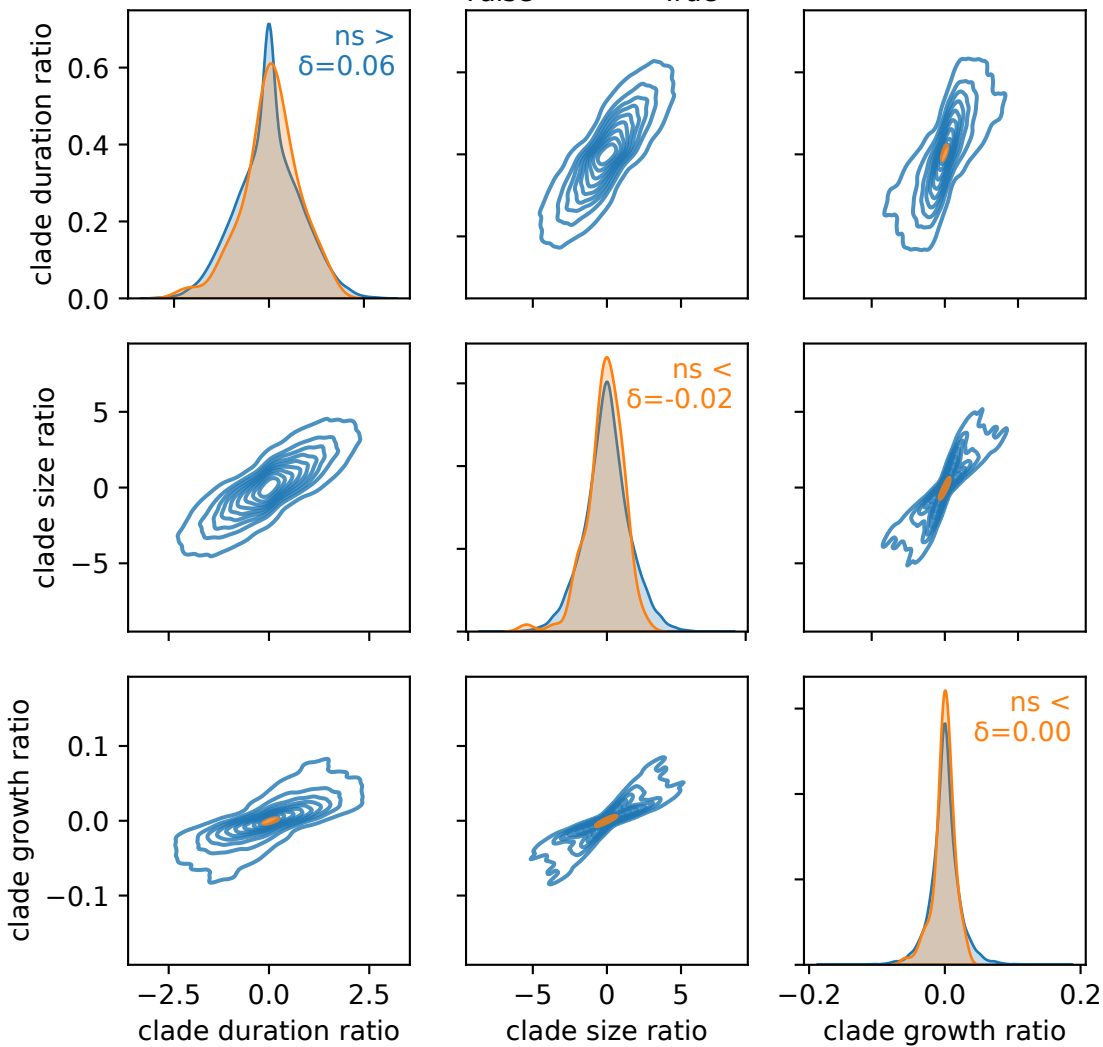 clade duration ratio
0.6
0.4
0.2
0.0
ns >
δ=0.06
clade size ratio
5
0
−5
ns <
δ=-0.02
clade growth ratio
0.1
0.0
−0.1
ns <
δ=0.00
−2.5 0.0 2.5
−5 0 5
−0.2 0.0 0.2
clade duration ratio
clade size ratio
clade growth ratio